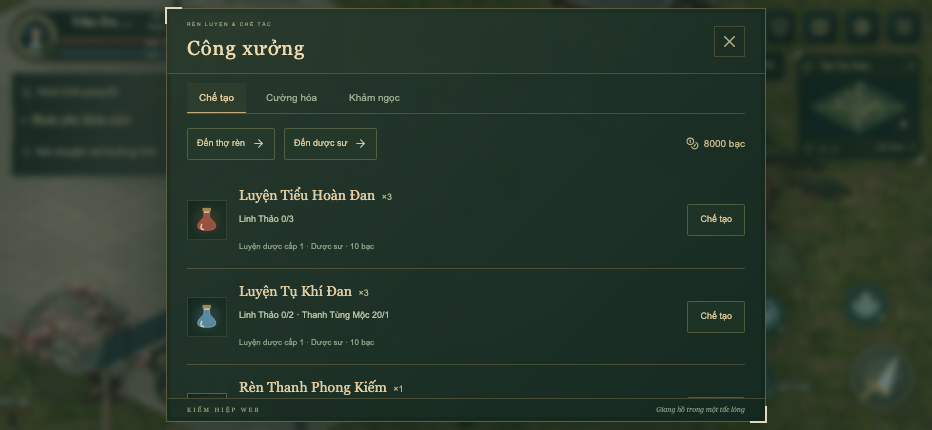 RÈN LUYỆN & CHẾ TÁC
Công xưởng
Chế tạo
Cường hóa
Khảm ngọc
Đến thợ rèn →
Đến dược sư →
8000 bạc
Luyện Tiểu Hoàn Đan ×3
Linh Thảo 0/3
Luyện dược cấp 1 · Dược sư · 10 bạc
Chế tạo
Luyện Tụ Khí Đan ×3
Linh Thảo 0/2 · Thanh Tùng Mộc 20/1
Luyện dược cấp 1 · Dược sư · 10 bạc
Chế tạo
Rèn Thanh Phong Kiếm ×1
KIẾM HIỆP WEB
Giang hồ trong một tấc lòng